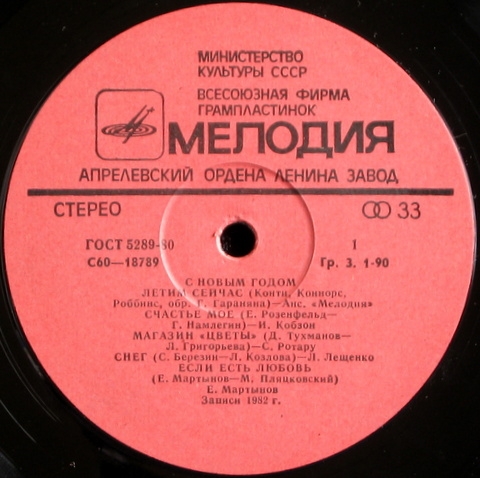 МИНИСТЕРСТВО
КУЛЬТУРЫ СССР
ВСЕСОЮЗНАЯ ФИРМА
ГРАМПЛАСТИНОК
МЕЛОДИЯ
АПРЕЛЕВСКИЙ ОРДЕНА ЛЕНИНА ЗАВОД
СТЕРЕО 33
ГОСТ 5289-80 1
С60—18789 Гр. 3. 1-90
С НОВЫМ ГОДОМ
ЛЕТИМ СЕЙЧАС (Конти, Коннорс,
Роббинс, обр. Г. Гараняна)—Анс. «Мелодия»
СЧАСТЬЕ МОЕ (Е. Розенфельд—
Г. Намлегин)—И. Кобзон
МАГАЗИН «ЦВЕТЫ» (Д. Тухманов—
Л. Григорьева)—С. Ротару
СНЕГ (С. Березин—Л. Козлова)—Л. Лещенко
ЕСЛИ ЕСТЬ ЛЮБОВЬ
(Е. Мартынов—М. Пляцковский)
Е. Мартынов
Записи 1982 г.